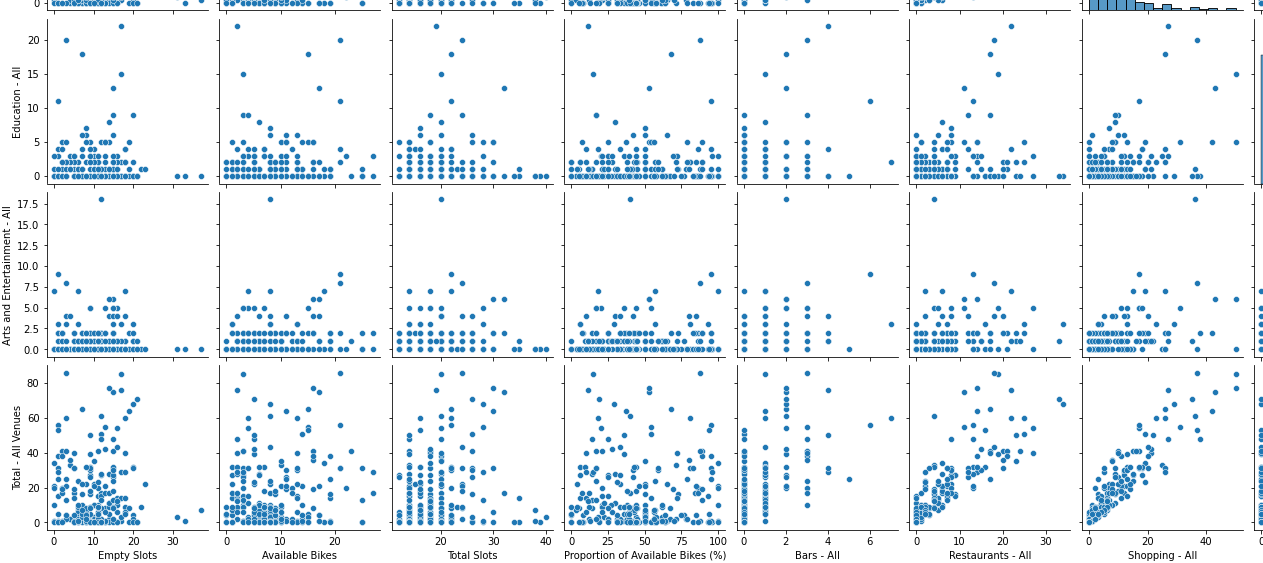 0
0
20
15
10
5
0
Education - All
17.5
15.0
12.5
10.0
7.5
5.0
2.5
0.0
Arts and Entertainment - All
80
60
40
20
0
Total - All Venues
0 10 20 30
Empty Slots
0 20
Available Bikes
20 30 40
Total Slots
0 25 50 75 100
Proportion of Available Bikes (%)
0 2 4 6
Bars - All
0 10 20 30
Restaurants - All
0 20 40
Shopping - All